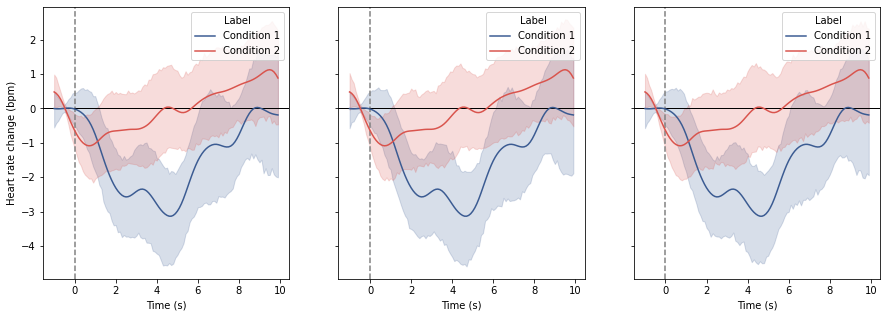 Label
Condition 1
Condition 2
Label
Condition 1
Condition 2
Label
Condition 1
Condition 2
Heart rate change (bpm)
2
1
0
−1
−2
−3
−4
0 2 4 6 8 10
0 2 4 6 8 10
0 2 4 6 8 10
Time (s)
Time (s)
Time (s)